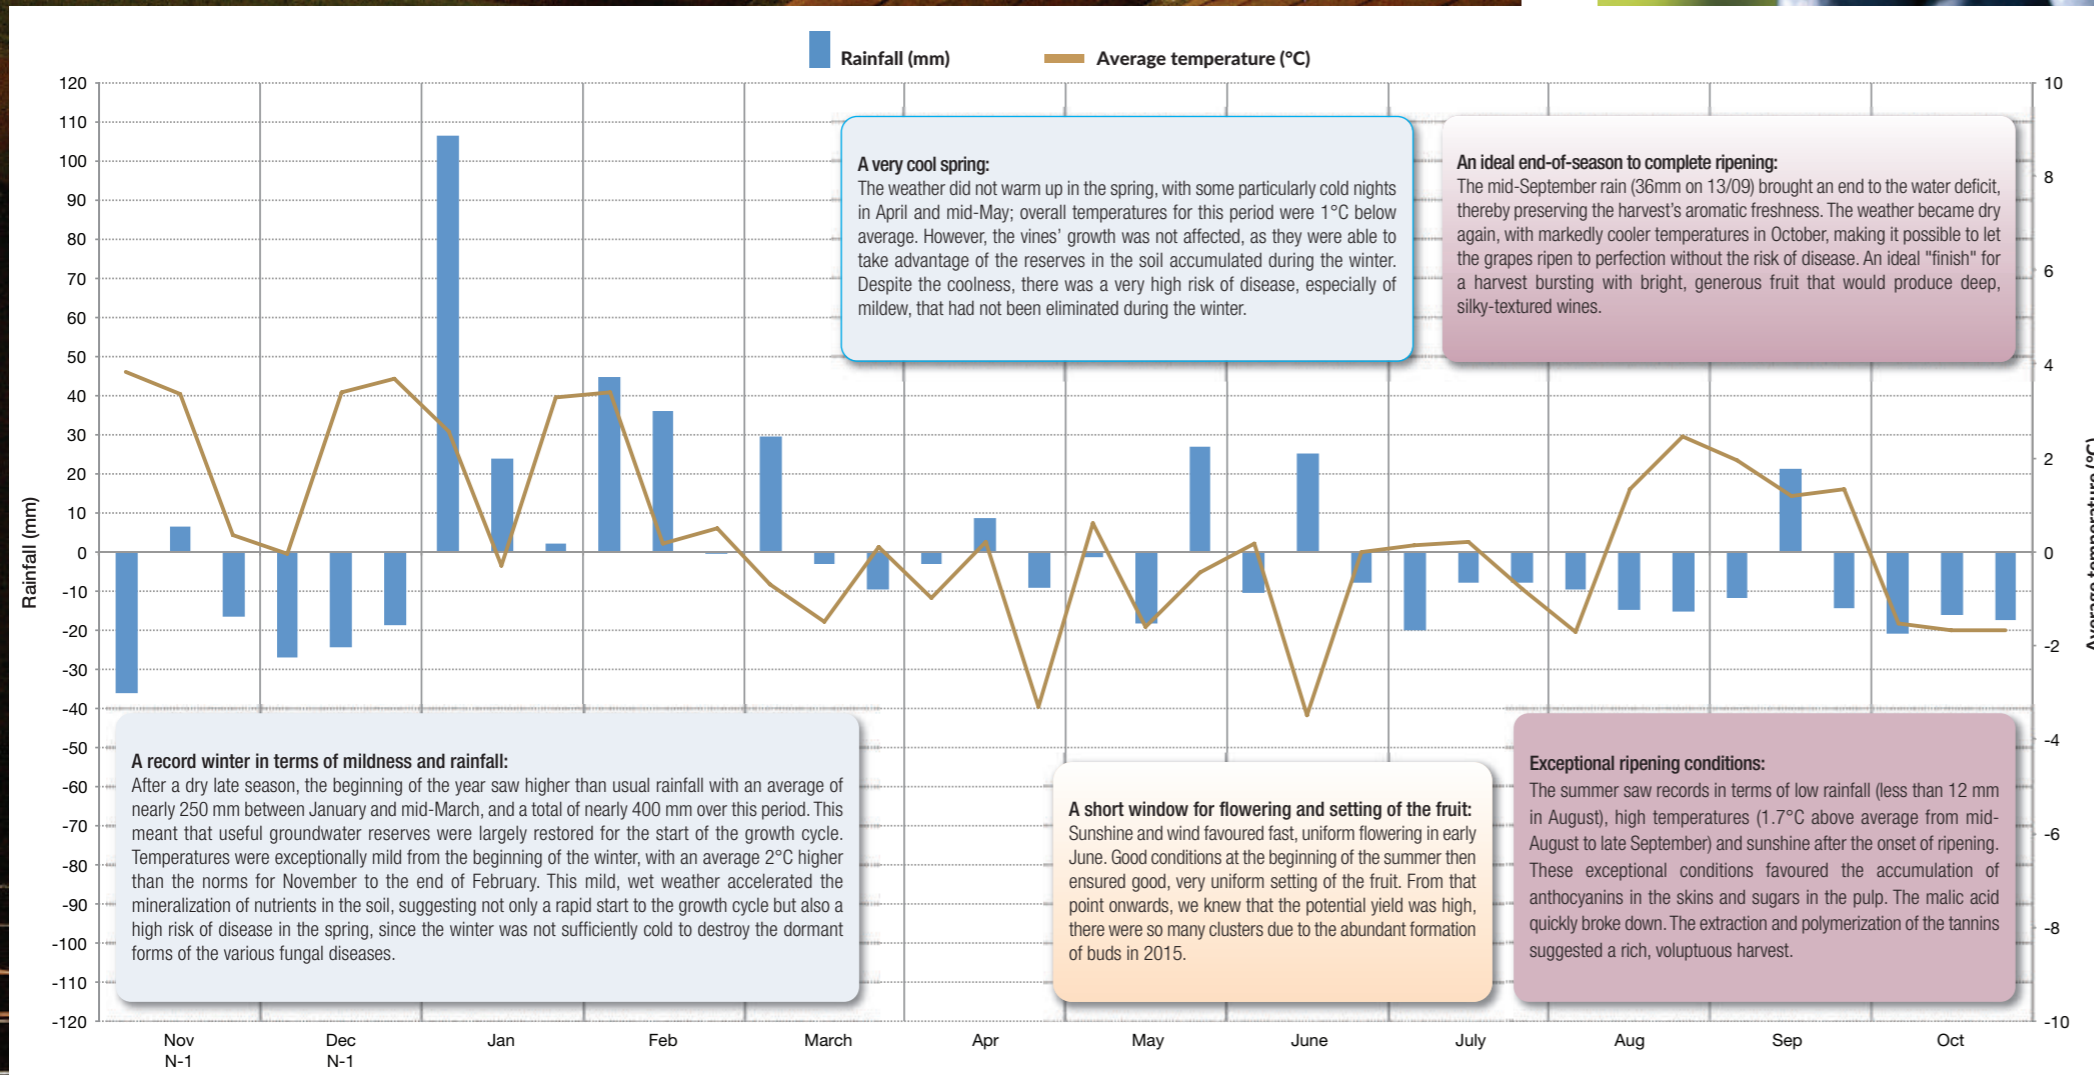 Rainfall (mm)
Average temperature (°C)
120
110
100
90
80
70
60
50
40
30
20
10
0
-10
-20
-30
-40
-50
-60
-70
-80
-90
-100
-110
-120
Rainfall (mm)
10
8
6
4
2
0
-2
-4
-6
-8
-10
Average temperature (°C)
A very cool spring:
The weather did not warm up in the spring, with some particularly cold nights
in April and mid-May; overall temperatures for this period were 1°C below
average. However, the vines’ growth was not affected, as they were able to
take advantage of the reserves in the soil accumulated during the winter.
Despite the coolness, there was a very high risk of disease, especially of
mildew, that had not been eliminated during the winter.
An ideal end-of-season to complete ripening:
The mid-September rain (36mm on 13/09) brought an end to the water deficit,
thereby preserving the harvest’s aromatic freshness. The weather became dry
again, with markedly cooler temperatures in October, making it possible to let
the grapes ripen to perfection without the risk of disease. An ideal "finish" for
a harvest bursting with bright, generous fruit that would produce deep,
silky-textured wines.
A record winter in terms of mildness and rainfall:
After a dry late season, the beginning of the year saw higher than usual rainfall with an average of
nearly 250 mm between January and mid-March, and a total of nearly 400 mm over this period. This
meant that useful groundwater reserves were largely restored for the start of the growth cycle.
Temperatures were exceptionally mild from the beginning of the winter, with an average 2°C higher
than the norms for November to the end of February. This mild, wet weather accelerated the
mineralization of nutrients in the soil, suggesting not only a rapid start to the growth cycle but also a
high risk of disease in the spring, since the winter was not sufficiently cold to destroy the dormant
forms of the various fungal diseases.
A short window for flowering and setting of the fruit:
Sunshine and wind favoured fast, uniform flowering in early
June. Good conditions at the beginning of the summer then
ensured good, very uniform setting of the fruit. From that
point onwards, we knew that the potential yield was high,
there were so many clusters due to the abundant formation
of buds in 2015.
Exceptional ripening conditions:
The summer saw records in terms of low rainfall (less than 12 mm
in August), high temperatures (1.7°C above average from mid-
August to late September) and sunshine after the onset of ripening.
These exceptional conditions favoured the accumulation of
anthocyanins in the skins and sugars in the pulp. The malic acid
quickly broke down. The extraction and polymerization of the tannins
suggested a rich, voluptuous harvest.
Nov
N-1
Dec
N-1
Jan
Feb
March
Apr
May
June
July
Aug
Sep
Oct